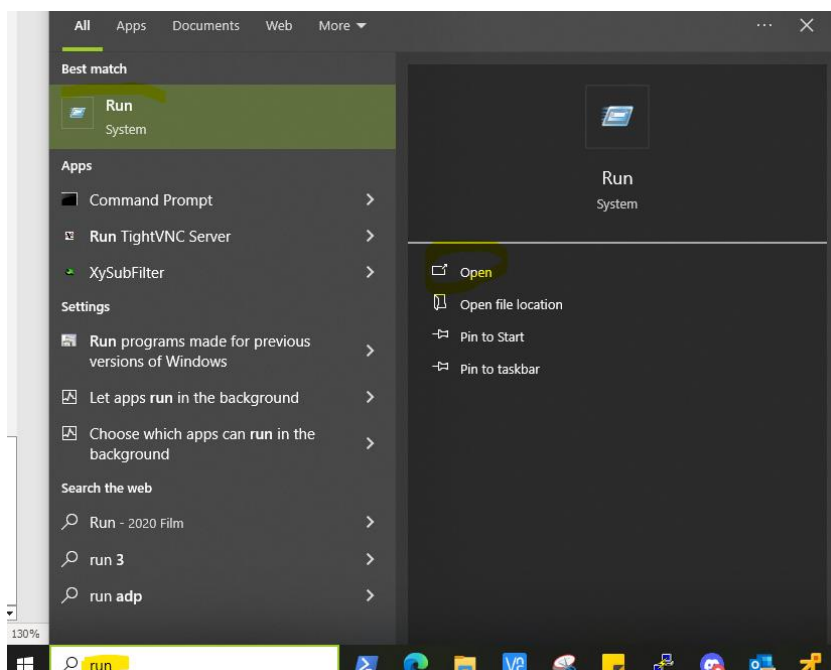 All Apps Documents Web More
Best match
Run
System
Apps
Command Prompt
Run TightVNC Server
XySubFilter
Settings
Run programs made for previous
versions of Windows
Let apps run in the background
Choose which apps can run in the
background
Search the web
Run - 2020 Film
run 3
run adp
Run
System
Open
Open file location
Pin to Start
Pin to taskbar
130%
run